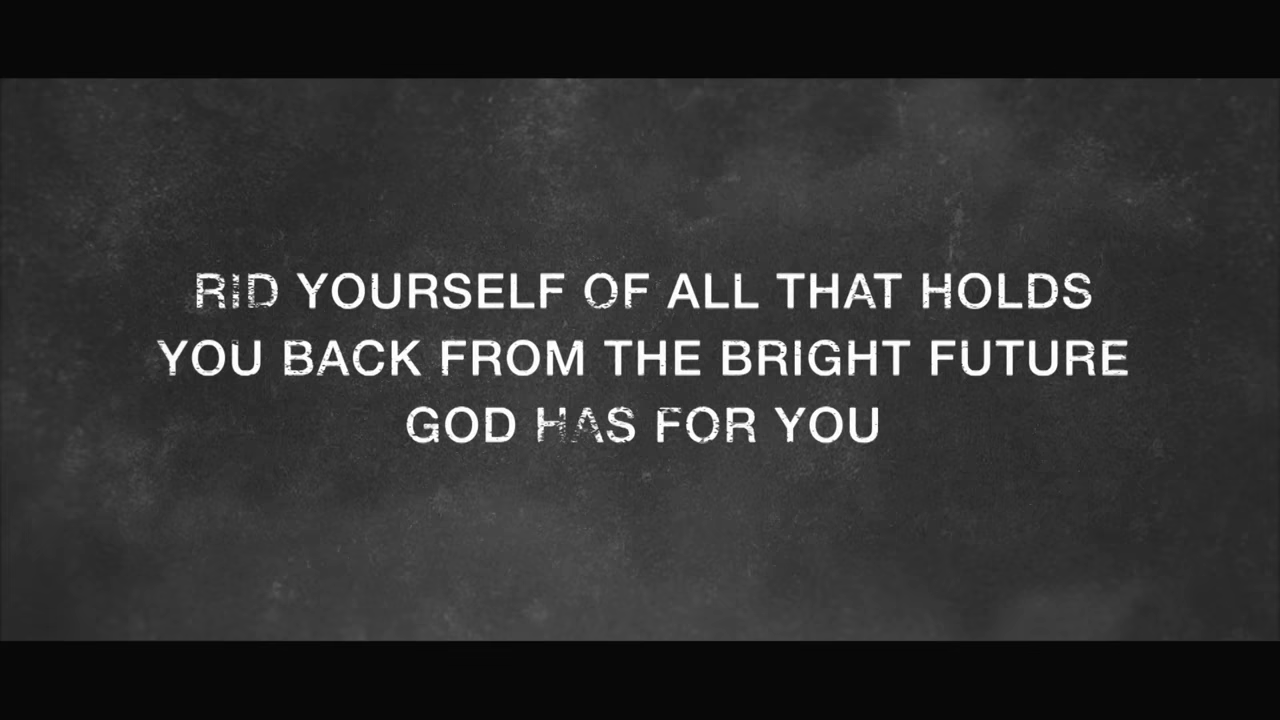 RID YOURSELF OF ALL THAT HOLDS
YOU BACK FROM THE BRIGHT FUTURE
GOD HAS FOR YOU